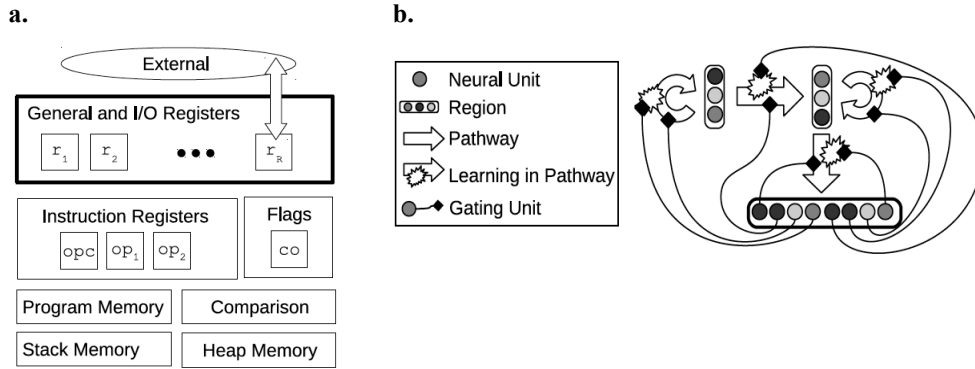 a.
External
General and I/O Registers
r1 r2 ••• rR
Instruction Registers
opc op1 op2
Flags
co
Program Memory
Comparison
Stack Memory
Heap Memory
b.
Neural Unit
Region
Pathway
Learning in Pathway
Gating Unit